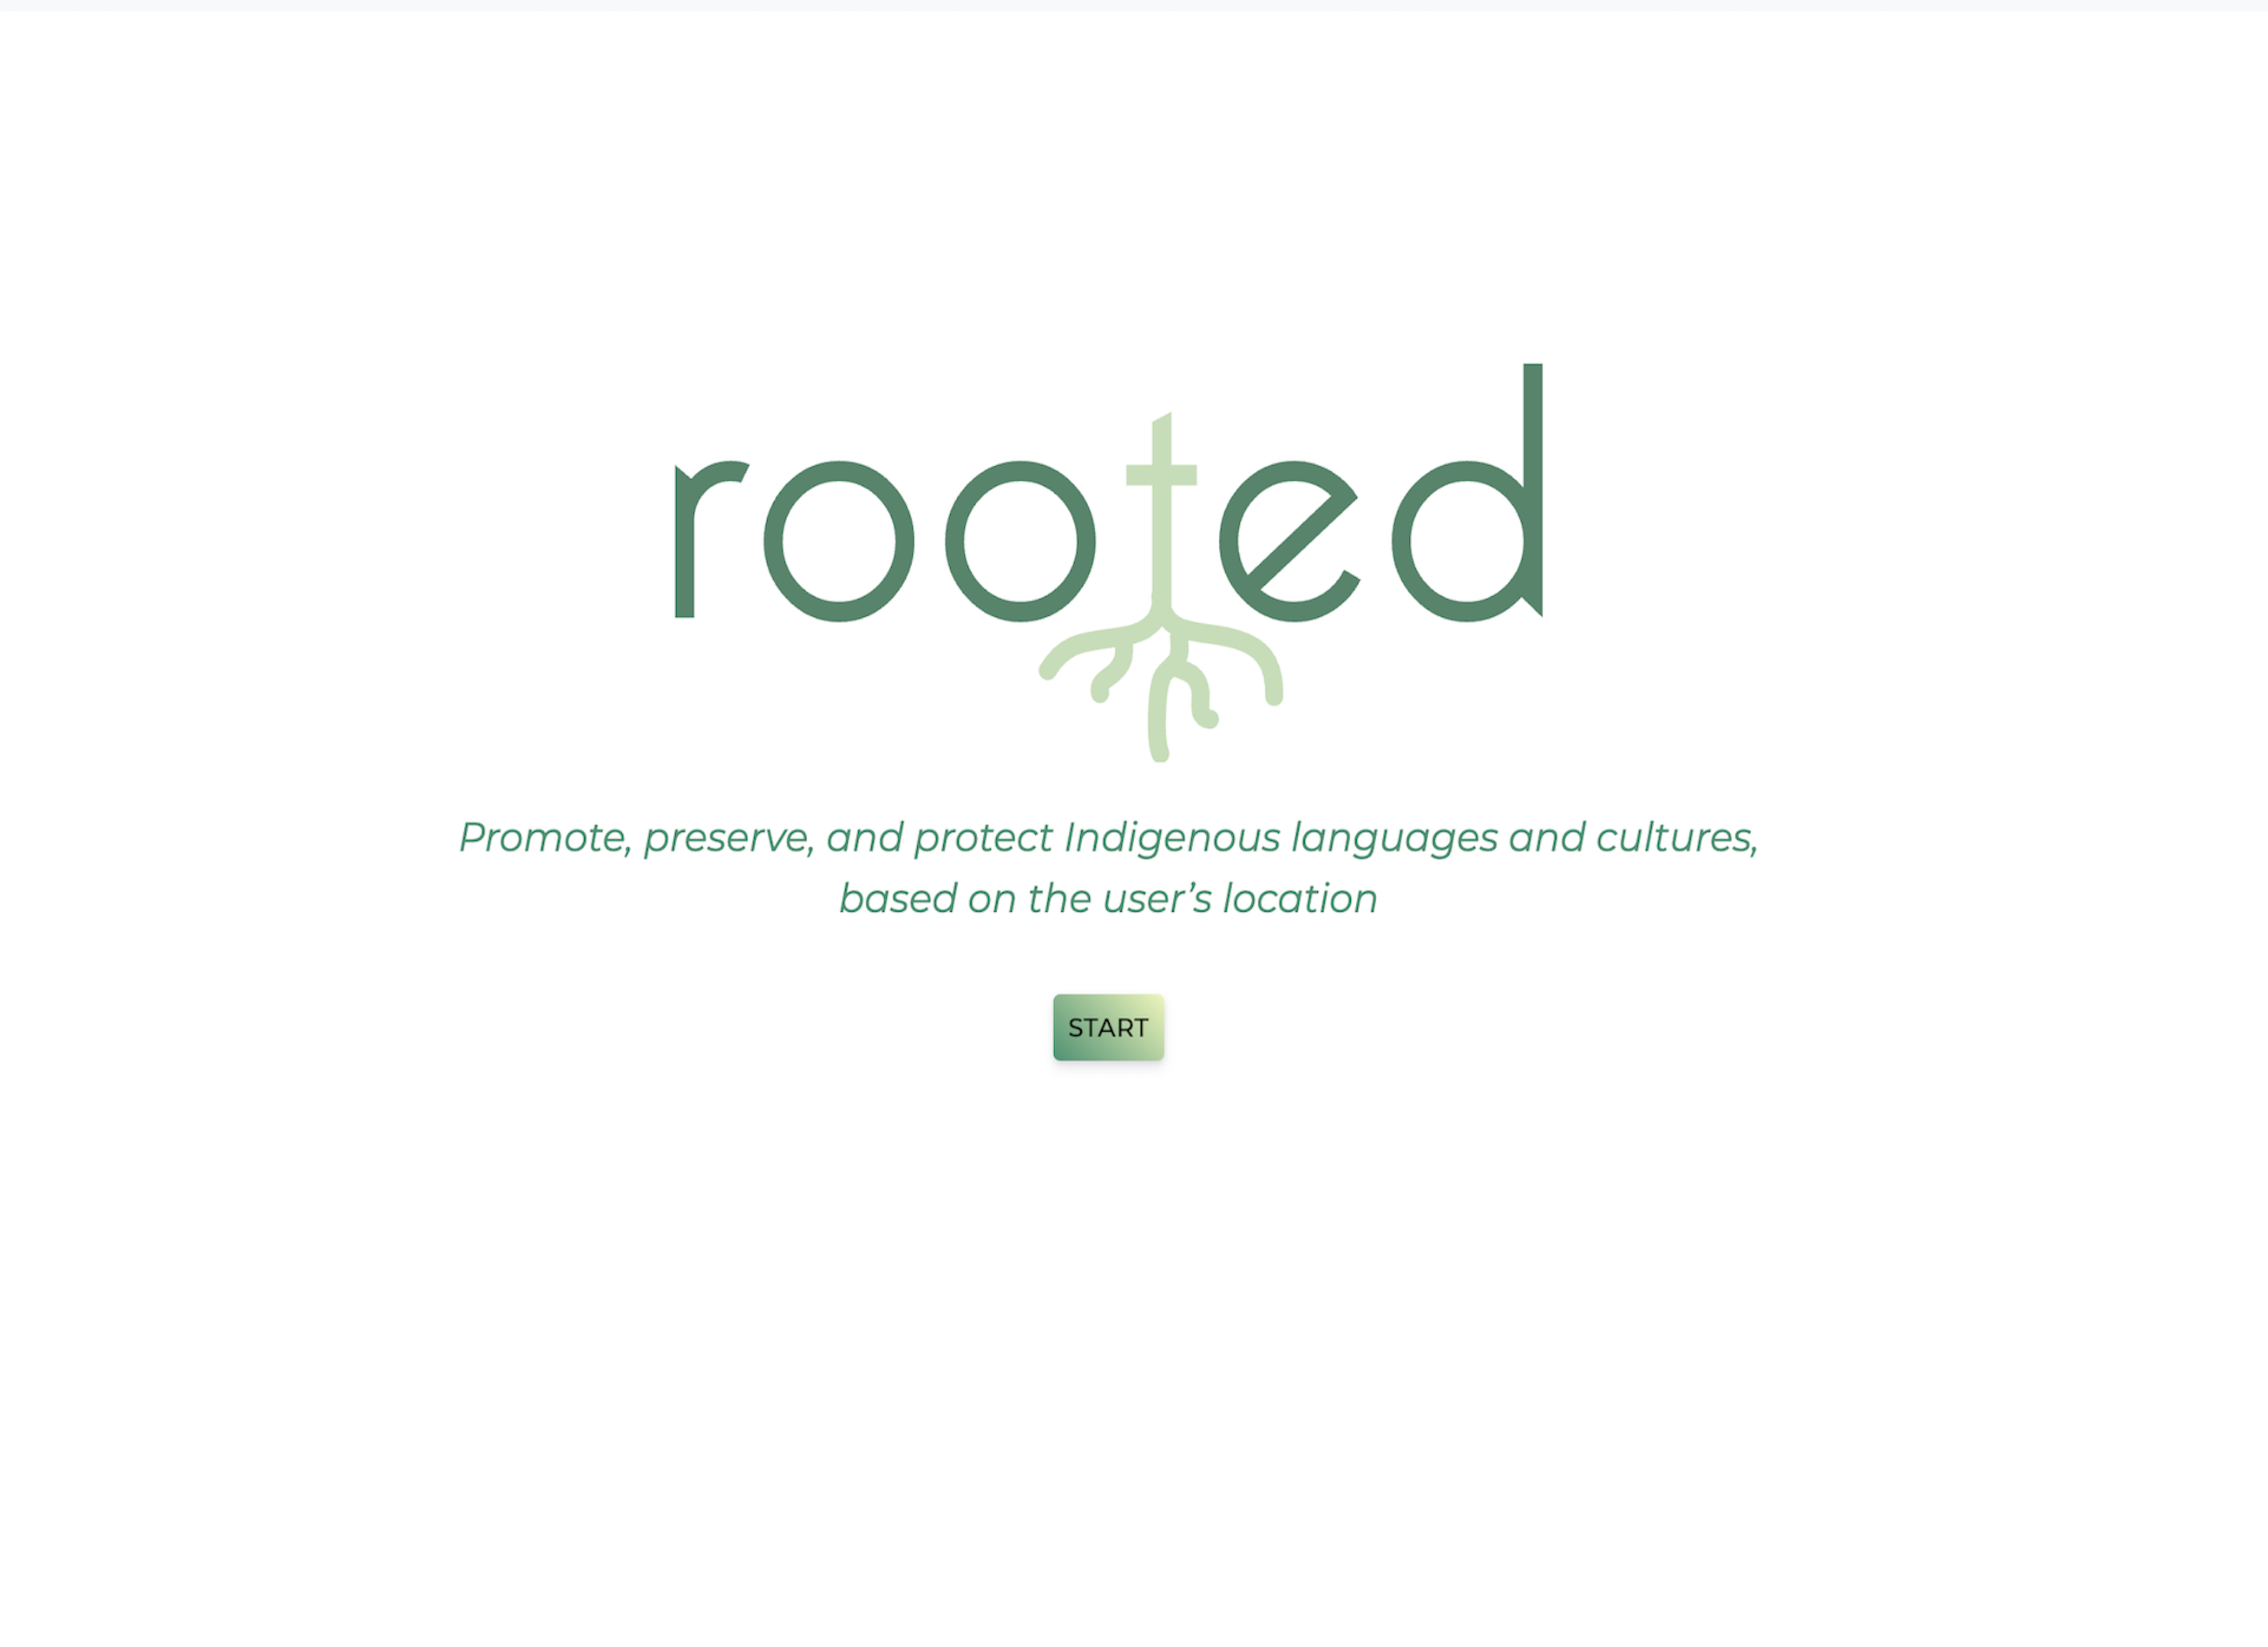 rooted
Promote, preserve, and protect Indigenous languages and cultures,
based on the user’s location
START